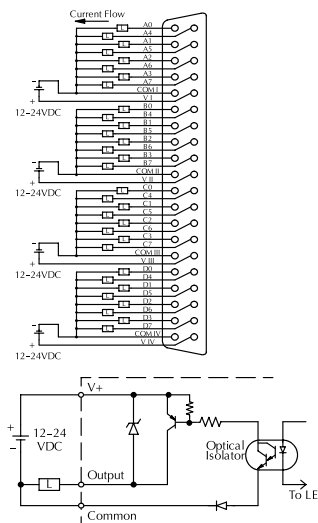 Current Flow
L A0
L A4
L A1
L A5
L A2
L A6
L A3
L A7
COM I
V I
- +
12-24VDC
L B0
L B4
L B1
L B5
L B2
L B6
L B3
L B7
COM II
V II
- +
12-24VDC
L C0
L C4
L C1
L C5
L C2
L C6
L C3
L C7
COM III
V III
- +
12-24VDC
L D0
L D4
L D1
L D5
L D2
L D6
L D3
L D7
COM IV
V IV
- +
12-24VDC
V+
+
12-24
VDC
-
Optical
Isolator
L Output
To LE
Common